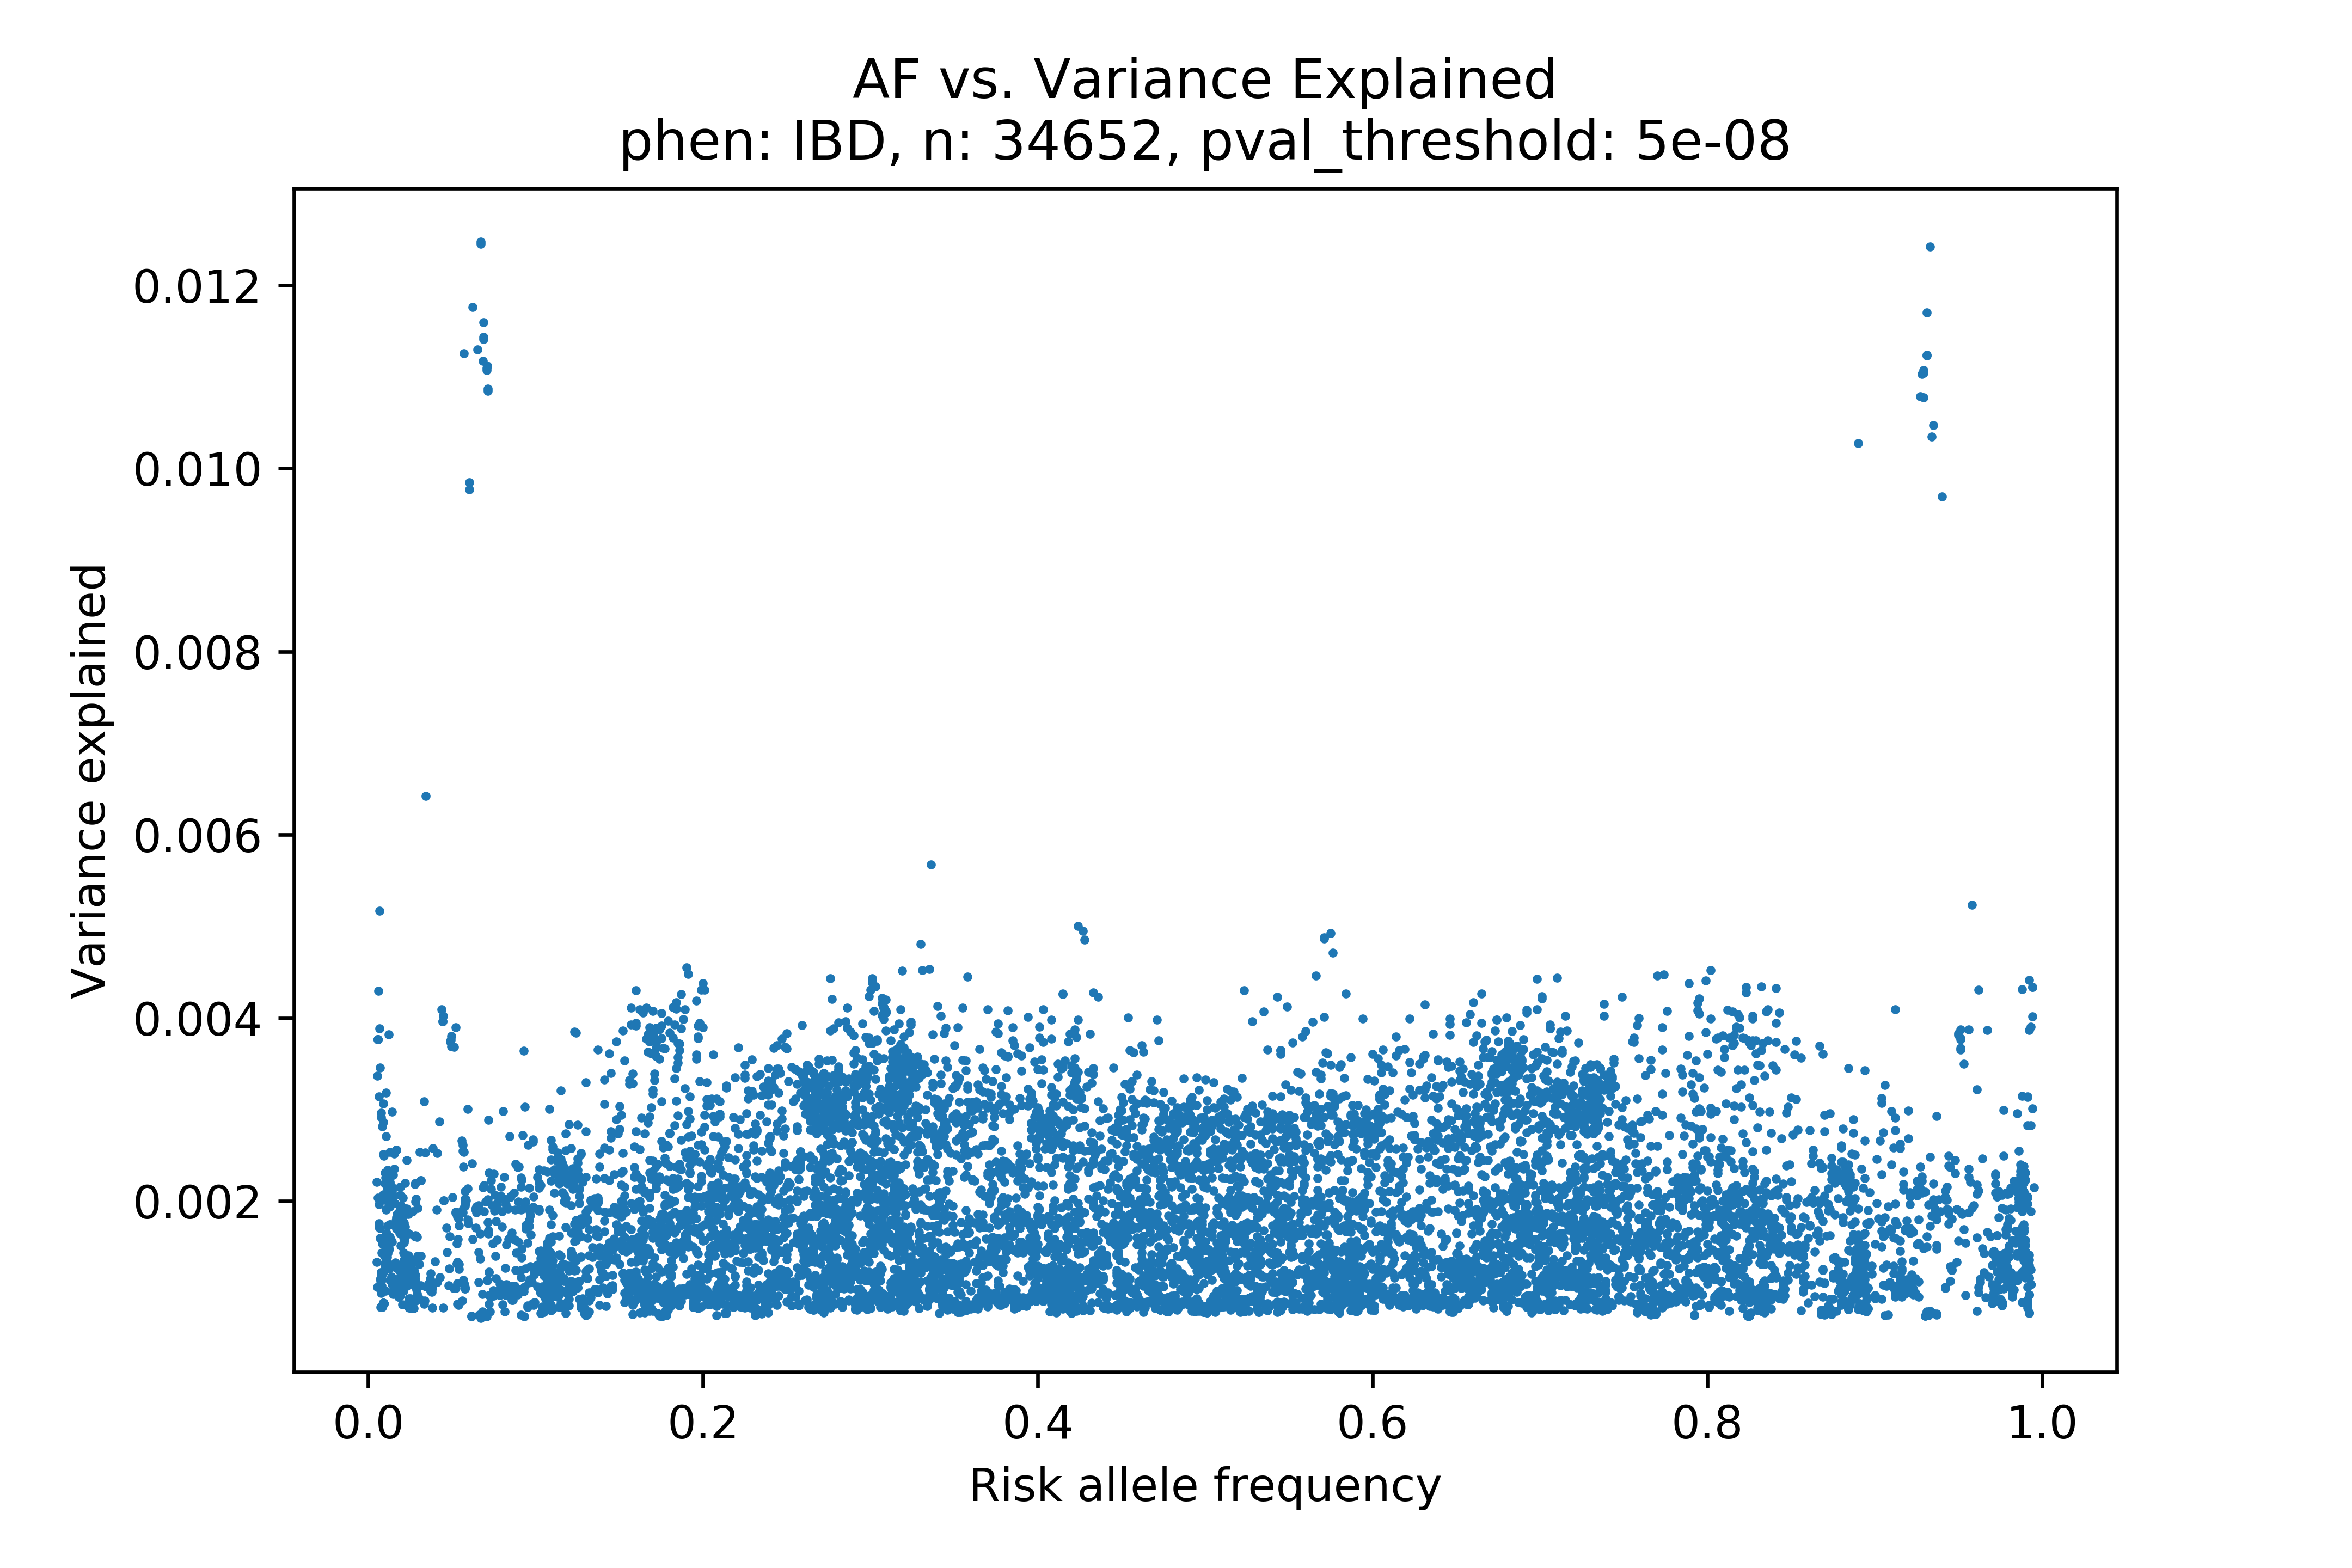 AF vs. Variance Explained
phen: IBD, n: 34652, pval_threshold: 5e-08
0.012
0.010
0.008
0.006
0.004
0.002
Variance explained
0.0 0.2 0.4 0.6 0.8 1.0
Risk allele frequency